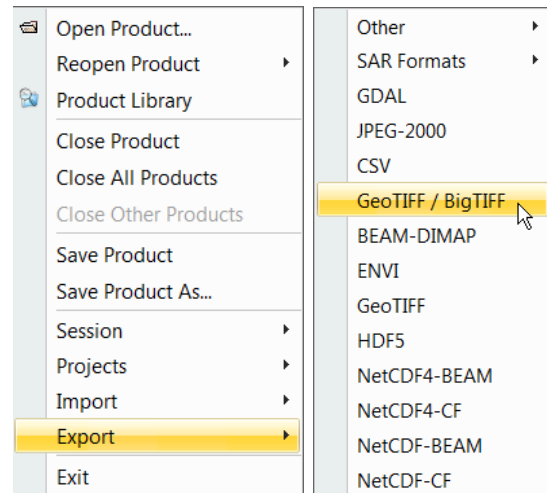 Open Product...
Reopen Product
Product Library
Close Product
Close All Products
Close Other Products
Save Product
Save Product As...
Session
Projects
Import
Export
Exit
Other
SAR Formats
GDAL
JPEG-2000
CSV
GeoTIFF / BigTIFF
BEAM-DIMAP
ENVI
GeoTIFF
HDF5
NetCDF4-BEAM
NetCDF4-CF
NetCDF-BEAM
NetCDF-CF